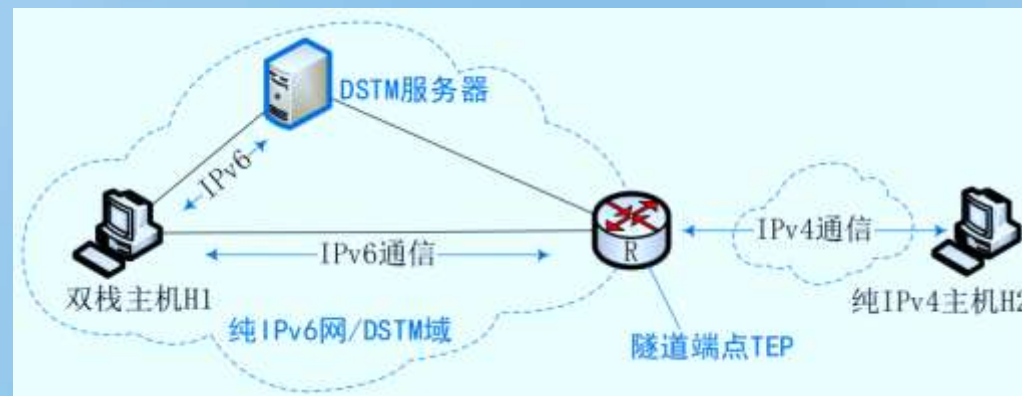 DSTM服务器
IPv6
IPv6通信
IPv4通信
R
双栈主机H1
纯IPv4主机H2
纯IPv6网/DSTM域
隧道端点TEP